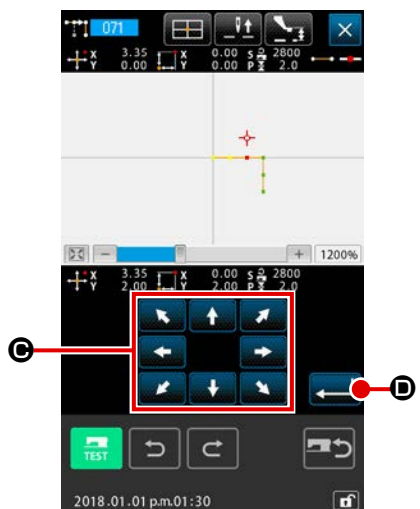 071
X 3.35 X 0.00 S 2800
Y 0.00 Y 0.00 P 2.0
1200%
X 3.35 X 0.00 S 2800
Y 2.00 Y 0.00 P 2.0
C
D
TEST
2018.01.01 p.m.01:30